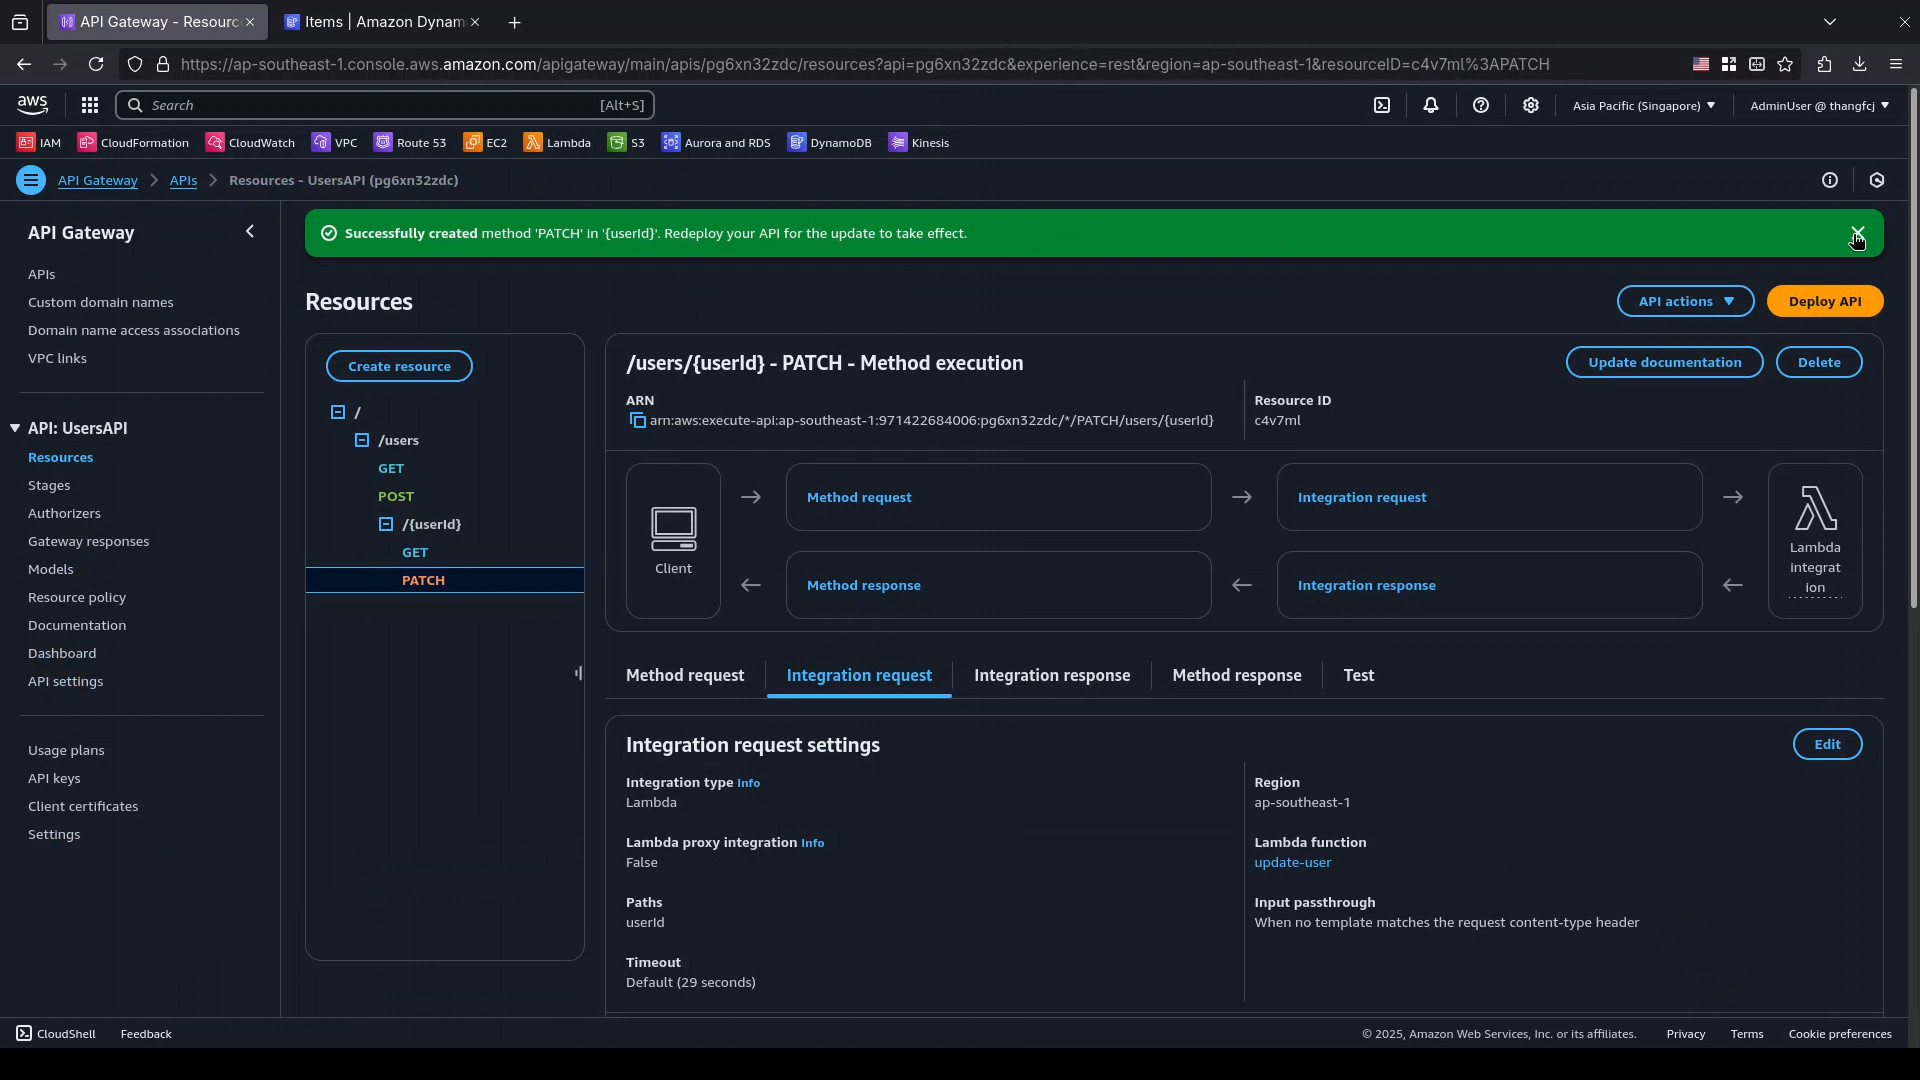 API Gateway - Resourc
Items | Amazon Dynam
https://ap-southeast-1.console.aws.amazon.com/apigateway/main/apis/pg6xn32zdc/resources?api=pg6xn32zdc&experience=rest&region=ap-southeast-1&resourceID=c4v7ml%3APATCH
aws
Search
[Alt+S]
Asia Pacific (Singapore)
AdminUser @ thangfcj
IAM
CloudFormation
CloudWatch
VPC
Route 53
EC2
Lambda
S3
Aurora and RDS
DynamoDB
Kinesis
API Gateway
APIs
Resources - UsersAPI (pg6xn32zdc)
API Gateway
APIs
Custom domain names
Domain name access associations
VPC links
API: UsersAPI
Resources
Stages
Authorizers
Gateway responses
Models
Resource policy
Documentation
Dashboard
API settings
Usage plans
API keys
Client certificates
Settings
Successfully created method 'PATCH' in '{userId}'. Redeploy your API for the update to take effect.
Resources
API actions
Deploy API
Create resource
/
/users
GET
POST
/{userId}
GET
PATCH
/users/{userId} - PATCH - Method execution
Update documentation
Delete
ARN
arn:aws:execute-api:ap-southeast-1:971422684006:pg6xn32zdc/*/PATCH/users/{userId}
Resource ID
c4v7ml
Client
Method request
Integration request
Method response
Integration response
Lambda
integrat
ion
Method request
Integration request
Integration response
Method response
Test
Integration request settings
Edit
Integration type Info
Lambda
Region
ap-southeast-1
Lambda proxy integration Info
False
Lambda function
update-user
Paths
userId
Input passthrough
When no template matches the request content-type header
Timeout
Default (29 seconds)
CloudShell
Feedback
© 2025, Amazon Web Services, Inc. or its affiliates.
Privacy
Terms
Cookie preferences